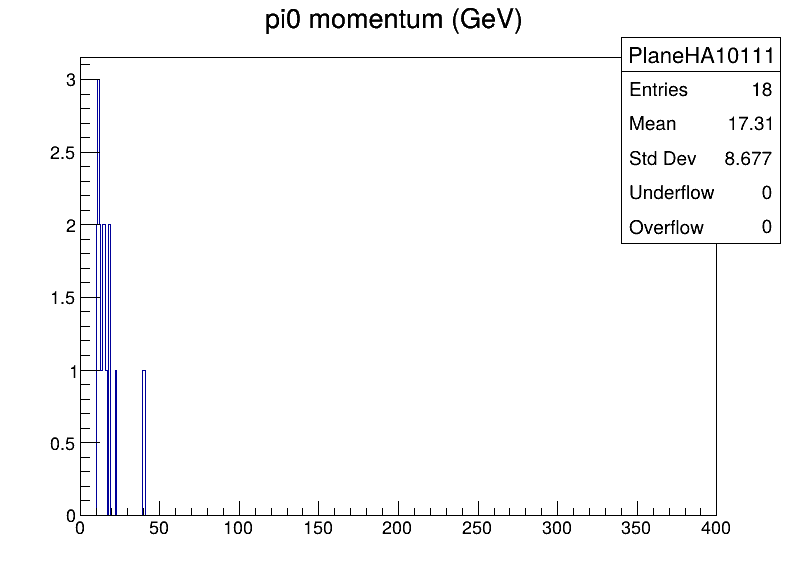 pi0 momentum (GeV)
PlaneHA10111
Entries 18
Mean 17.31
Std Dev 8.677
Underflow 0
Overflow 0
3
2.5
2
1.5
1
0.5
0
0 50 100 150 200 250 300 350 400